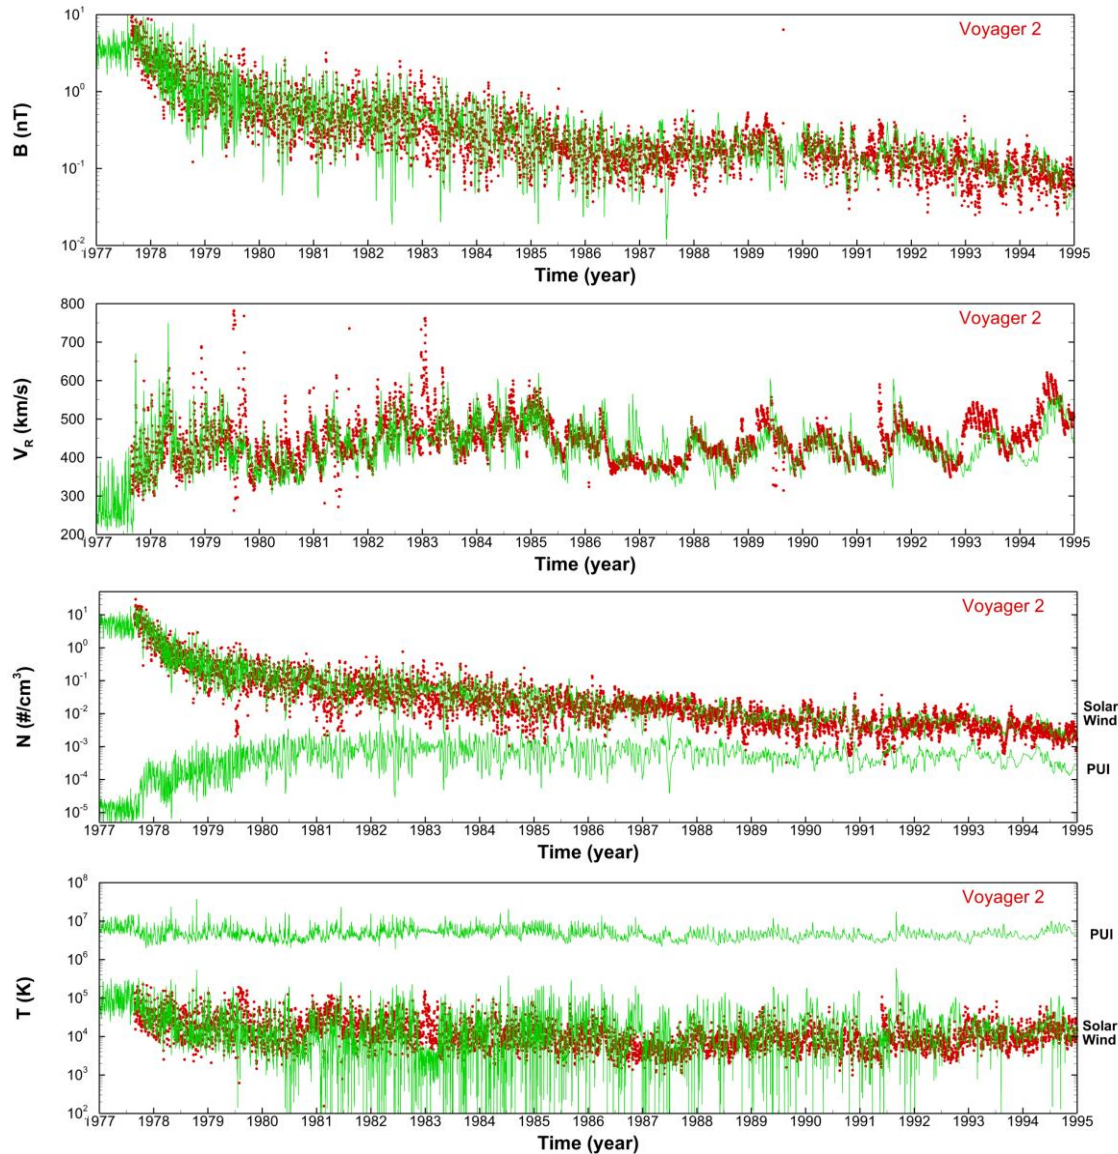 10¹
Voyager 2
10⁰
B (nT)
10⁻¹
10⁻²
1977 1978 1979 1980 1981 1982 1983 1984 1985 1986 1987 1988 1989 1990 1991 1992 1993 1994 1995
Time (year)
800
Voyager 2
700
600
V_R (km/s)
500
400
300
200
1977 1978 1979 1980 1981 1982 1983 1984 1985 1986 1987 1988 1989 1990 1991 1992 1993 1994 1995
Time (year)
Voyager 2
10¹
10⁰
10⁻¹
N (#/cm³)
10⁻²
Solar
Wind
10⁻³
PUI
10⁻⁴
10⁻⁵
1977 1978 1979 1980 1981 1982 1983 1984 1985 1986 1987 1988 1989 1990 1991 1992 1993 1994 1995
Time (year)
10⁸
Voyager 2
10⁷
PUI
10⁶
T (K)
10⁵
10⁴
Solar
Wind
10³
10²
1977 1978 1979 1980 1981 1982 1983 1984 1985 1986 1987 1988 1989 1990 1991 1992 1993 1994 1995
Time (year)